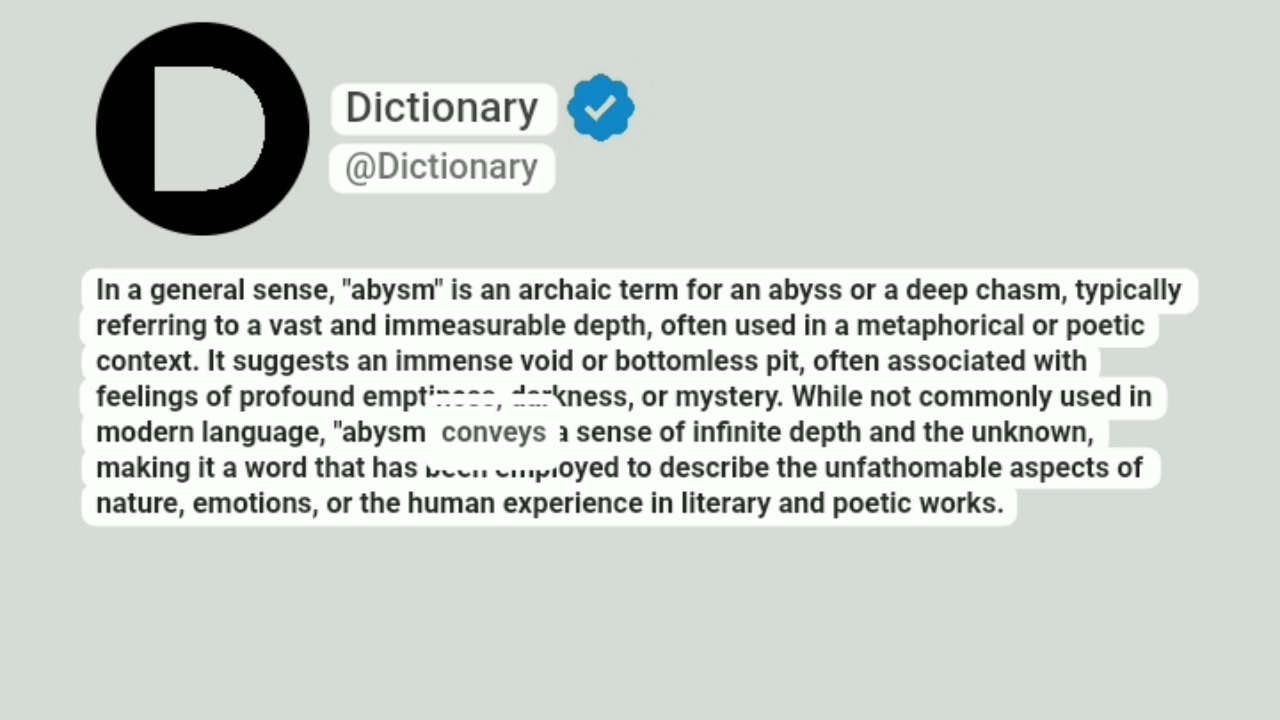 D
Dictionary
@Dictionary
In a general sense, "abysm" is an archaic term for an abyss or a deep chasm, typically
referring to a vast and immeasurable depth, often used in a metaphorical or poetic
context. It suggests an immense void or bottomless pit, often associated with
feelings of profound emptiness, darkness, or mystery. While not commonly used in
modern language, "abysm conveys a sense of infinite depth and the unknown,
making it a word that has been employed to describe the unfathomable aspects of
nature, emotions, or the human experience in literary and poetic works.